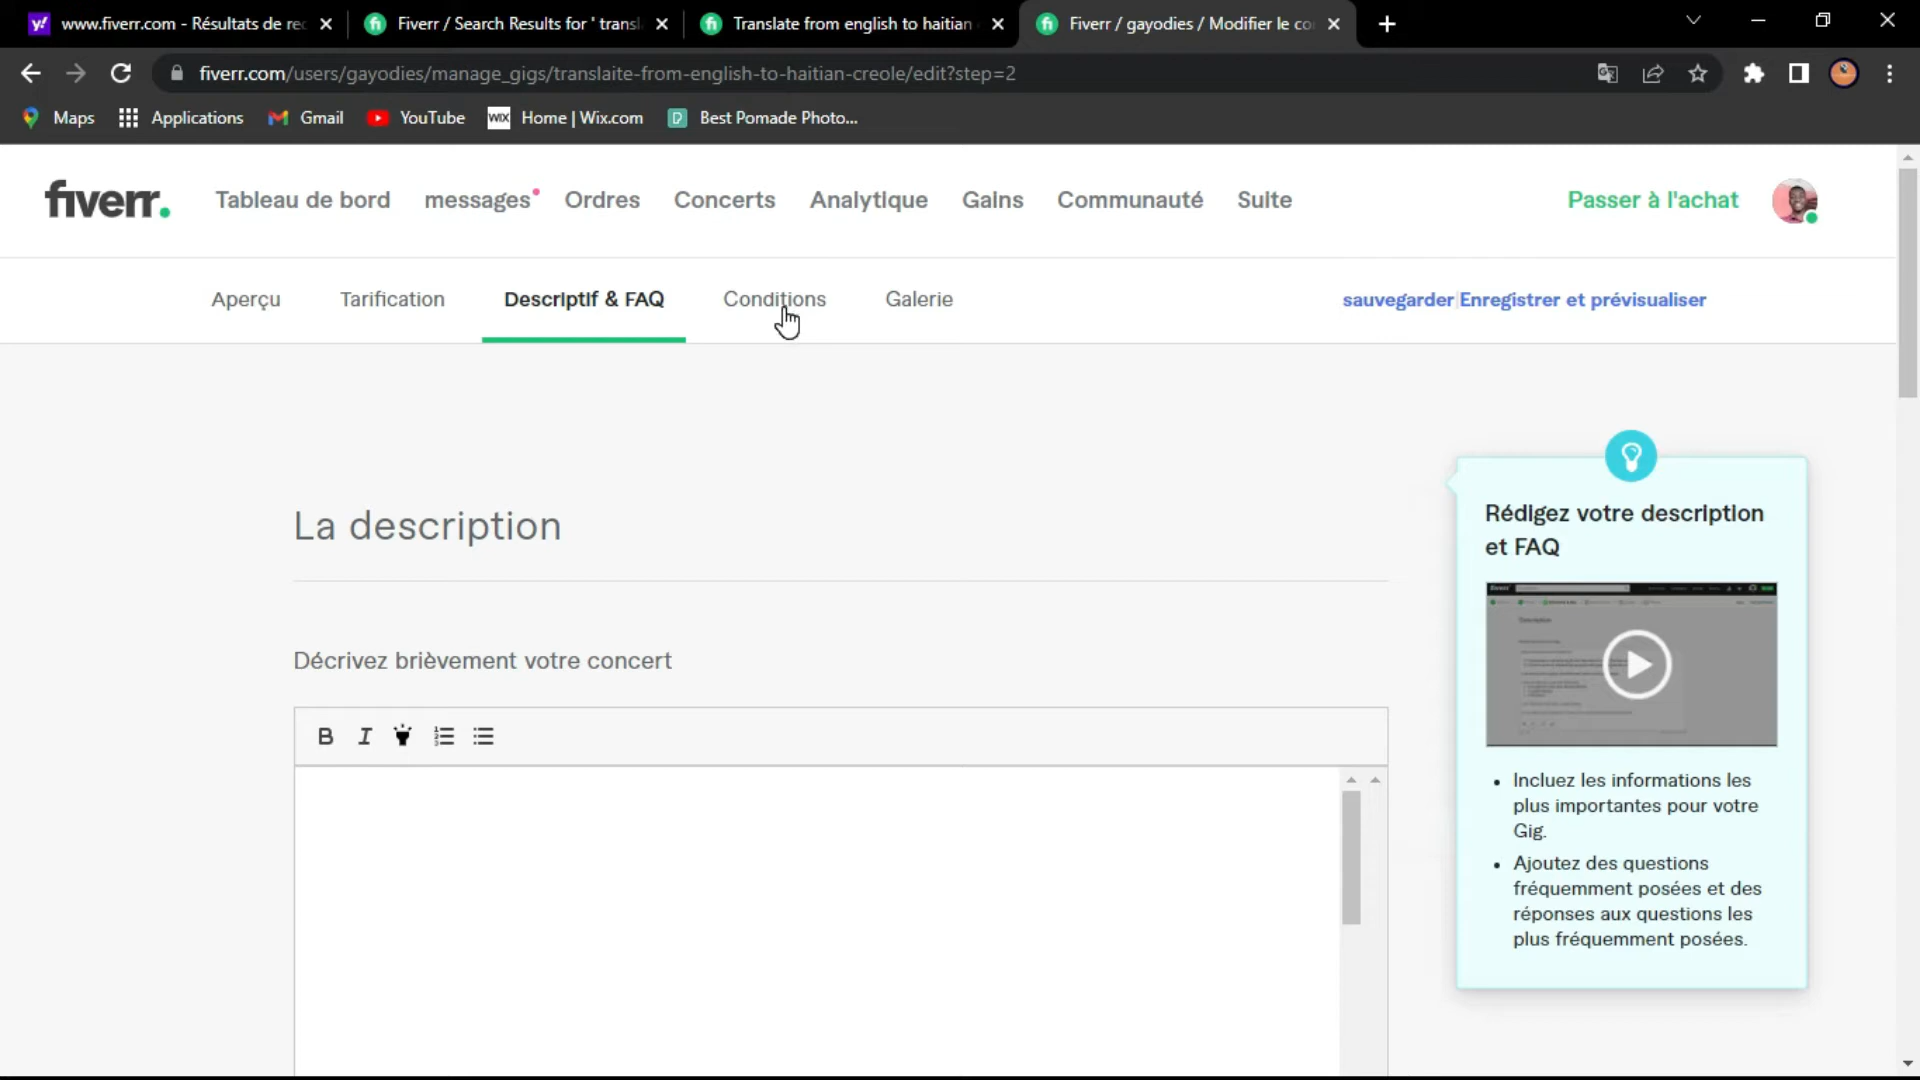 www.fiverr.com - Résultats de re
Fiverr / Search Results for ' transl
Translate from english to haitian
Fiverr / gayodies / Modifier le co
fiverr.com/users/gayodies/manage_gigs/translaite-from-english-to-haitian-creole/edit?step=2
Maps
Applications
Gmail
YouTube
WIX
Home | Wix.com
Best Pomade Photo...
fiverr.
Tableau de bord
messages
Ordres
Concerts
Analytique
Gains
Communauté
Suite
Passer à l'achat
Aperçu
Tarification
Descriptif & FAQ
Conditions
Galerie
sauvegarder
Enregistrer et prévisualiser
La description
Décrivez brièvement votre concert
B I
Rédigez votre description
et FAQ
• Incluez les informations les
plus importantes pour votre
Gig.
• Ajoutez des questions
fréquemment posées et des
réponses aux questions les
plus fréquemment posées.